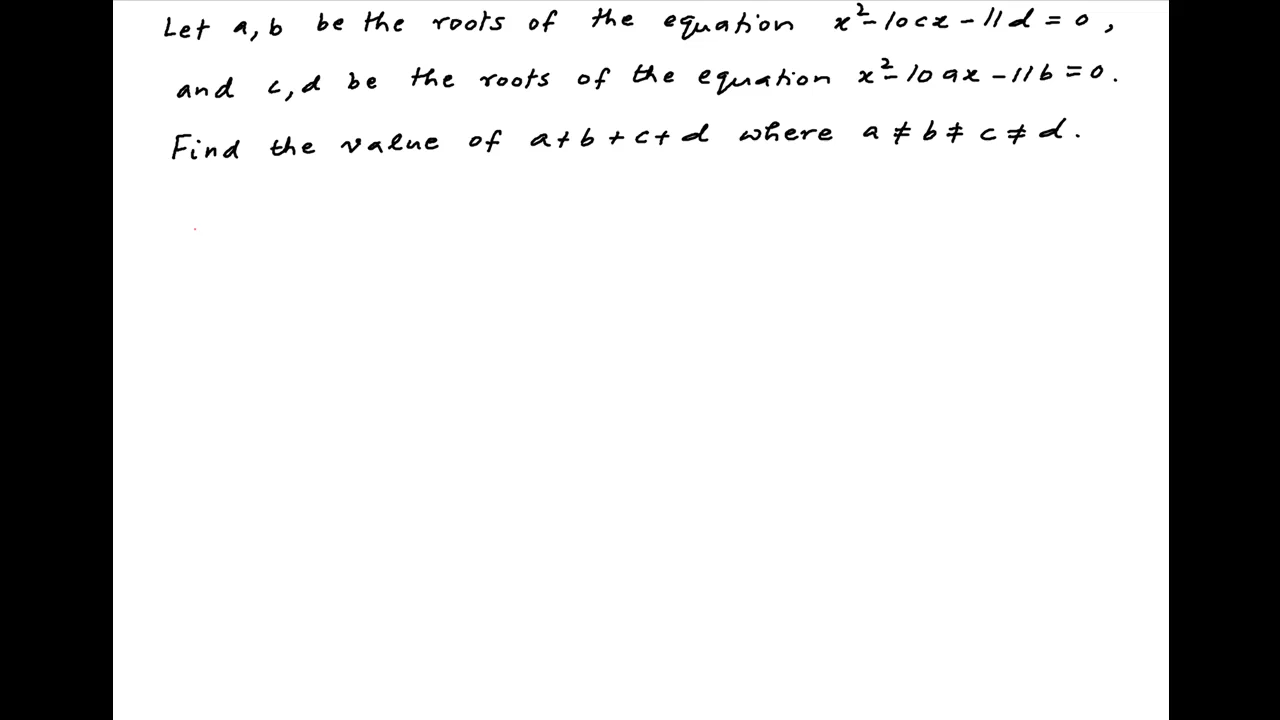 Let a, b be the roots of the equation x²-10cx-11d=0,
and c, d be the roots of the equation x²-10ax-11b=0.
Find the value of a+b+c+d where a≠b≠c≠d.